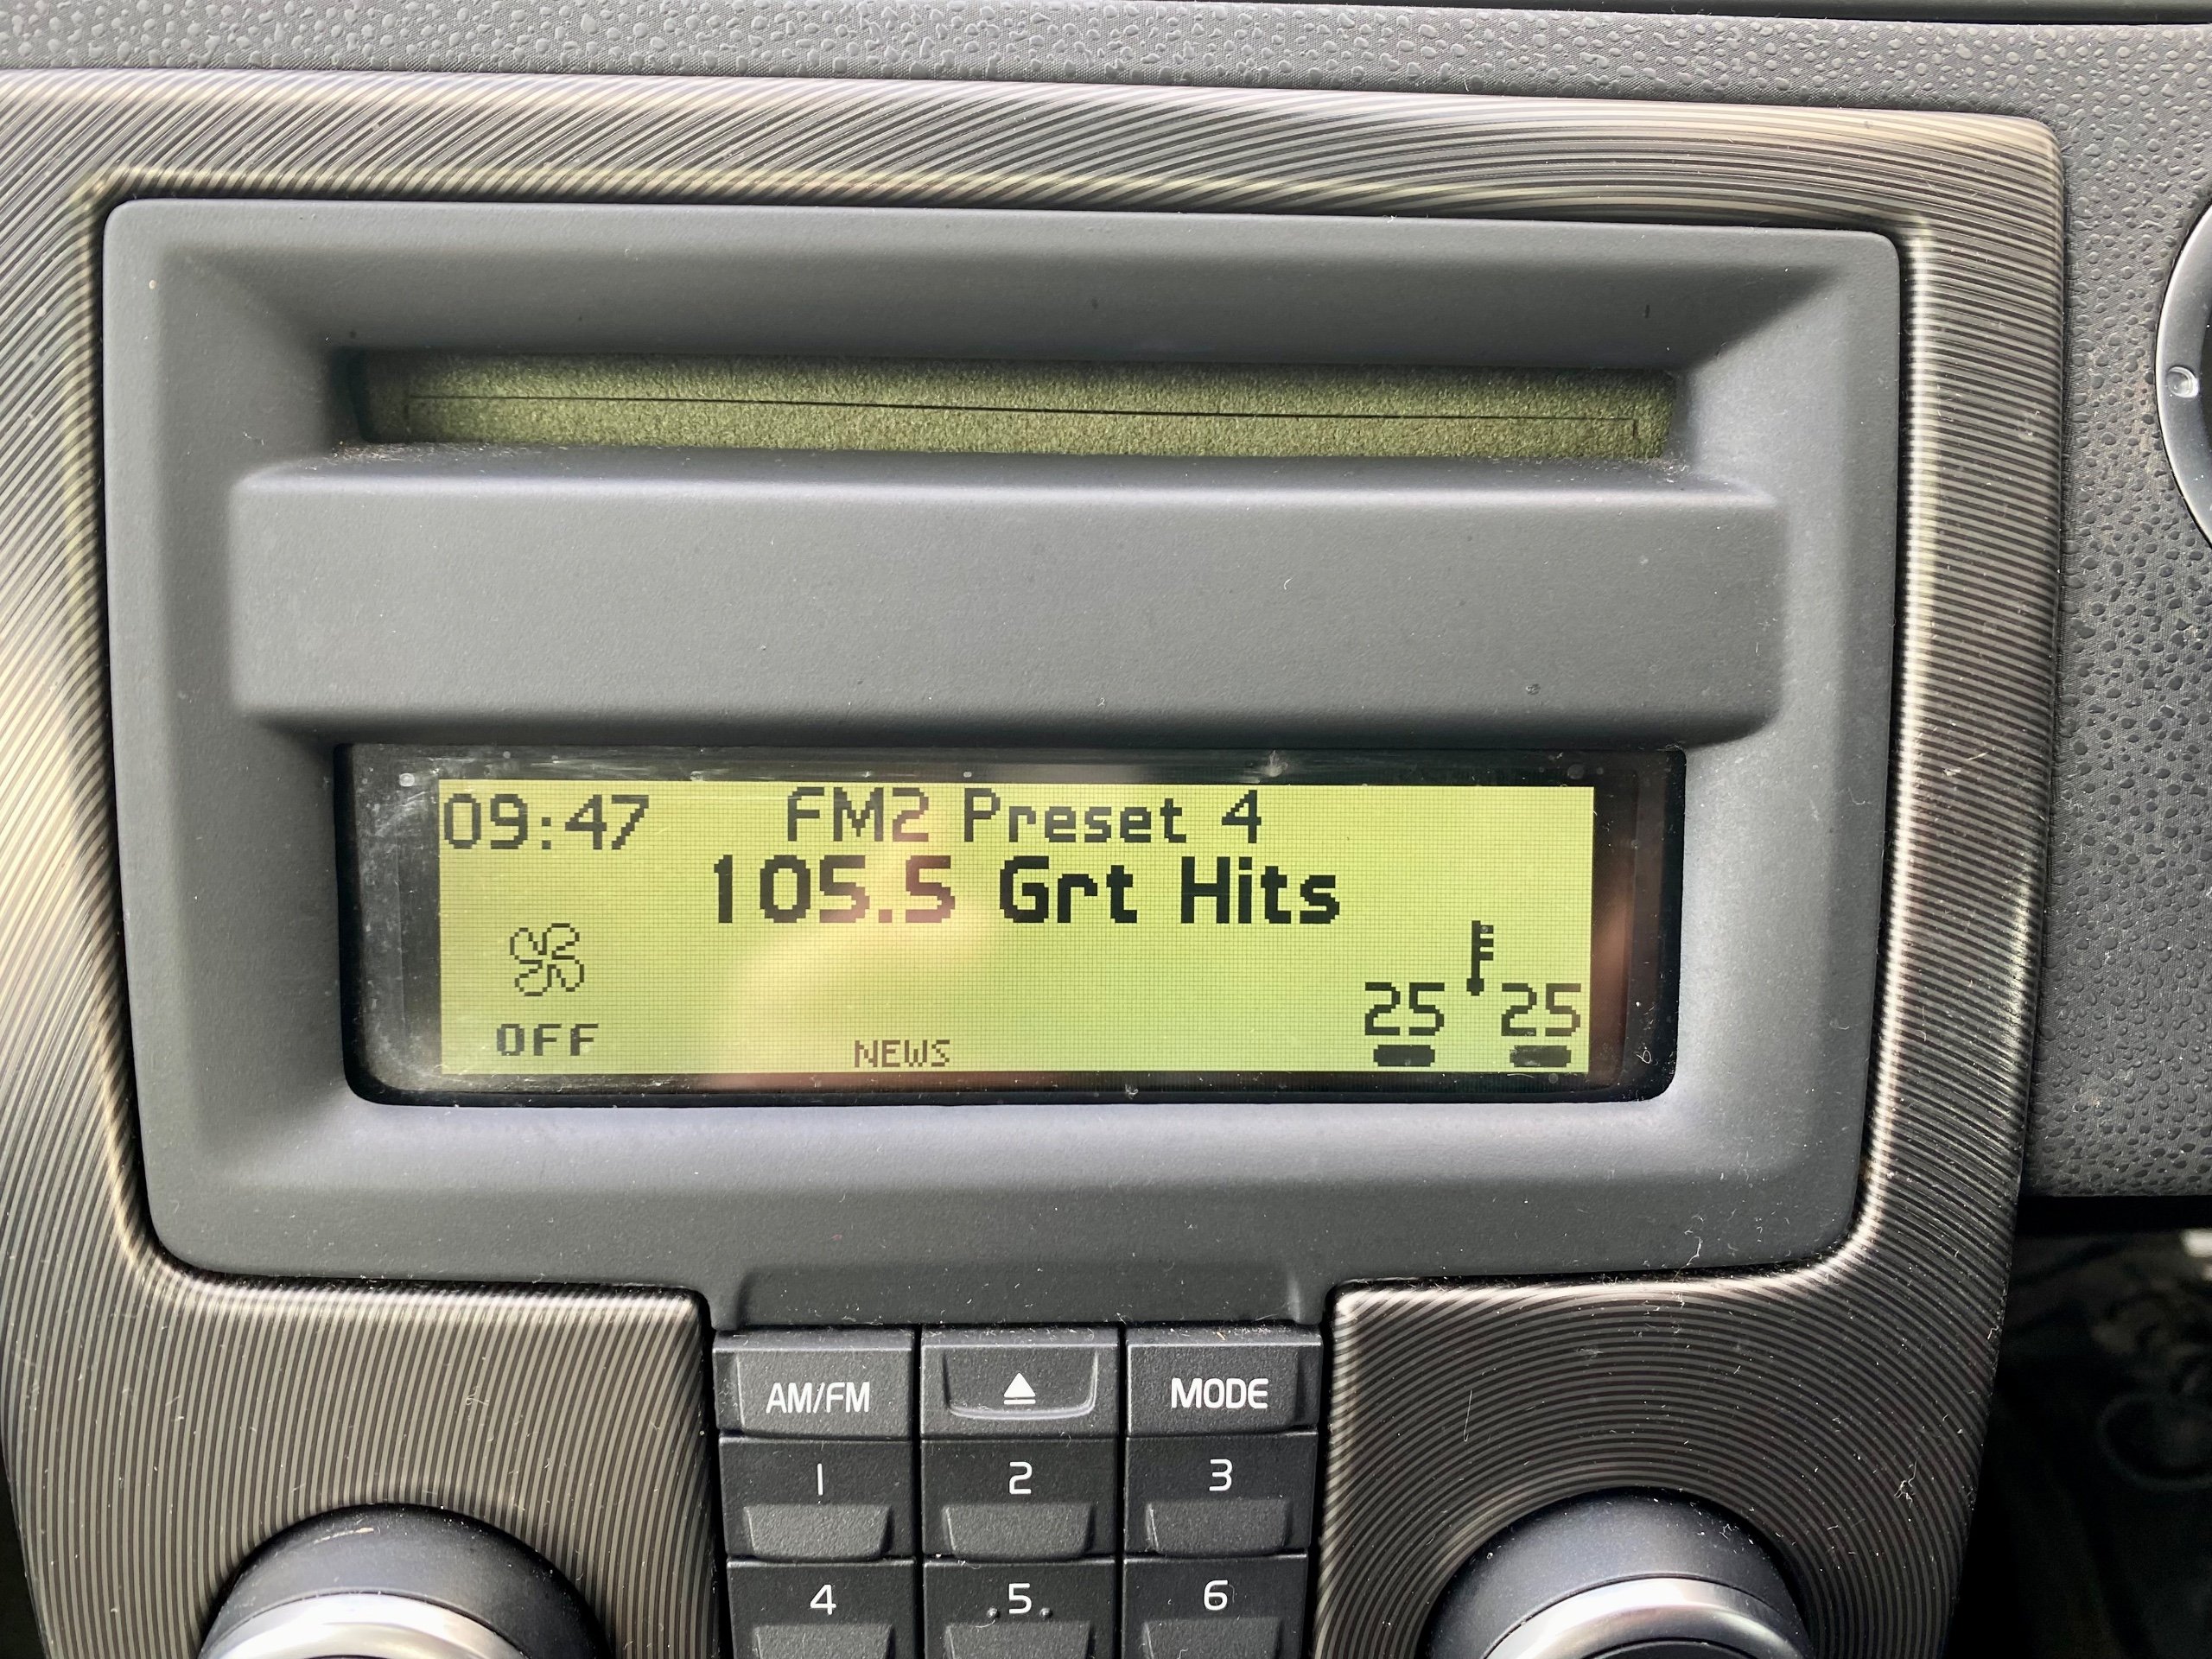 09:47 FM2 Preset 4
105.5 Grt Hits
25 25
OFF NEWS
AM/FM MODE
1 2 3
4 5 6